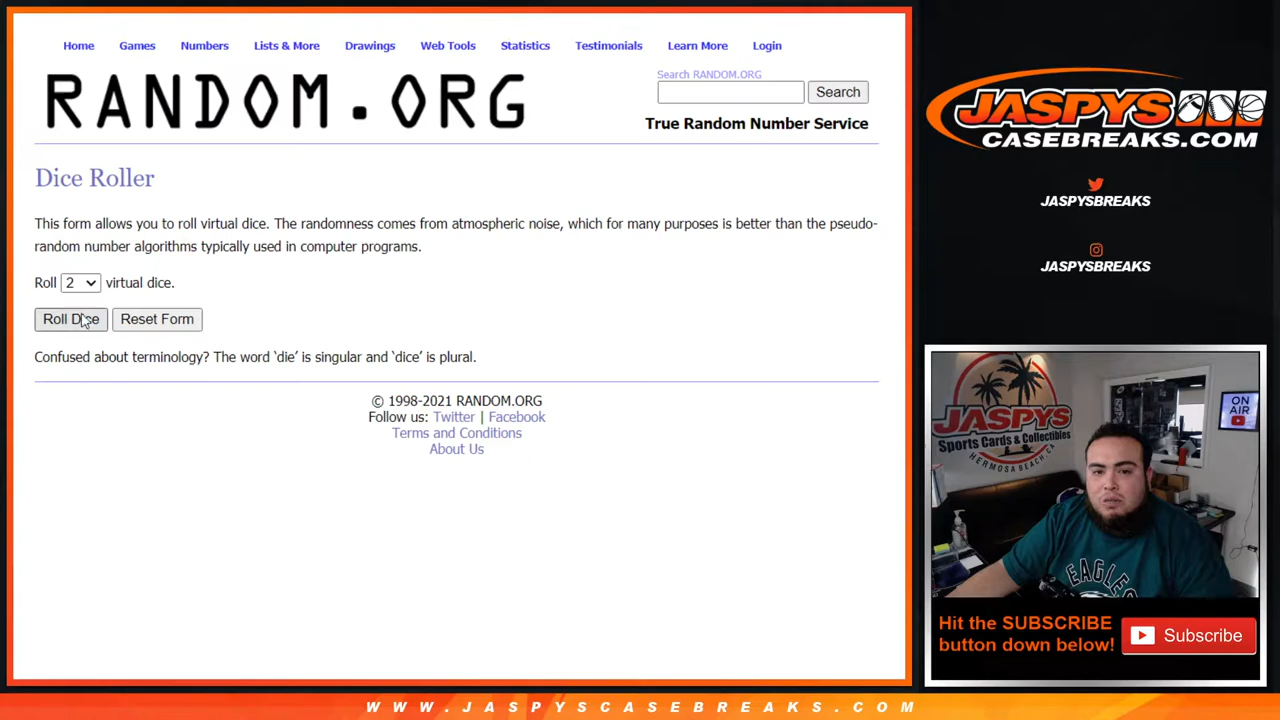 Home Games Numbers Lists & More Drawings Web Tools Statistics Testimonials Learn More Login
RANDOM.ORG
Search RANDOM.ORG
Search
True Random Number Service
Dice Roller
This form allows you to roll virtual dice. The randomness comes from atmospheric noise, which for many purposes is better than the pseudo-
random number algorithms typically used in computer programs.
Roll 2 virtual dice.
Roll Dice Reset Form
Confused about terminology? The word ‘die’ is singular and ‘dice’ is plural.
© 1998-2021 RANDOM.ORG
Follow us: Twitter | Facebook
Terms and Conditions
About Us
JASPYS
CASEBREAKS.COM
JASPYSBREAKS
JASPYSBREAKS
JASPYS
Sports Cards & Collectibles
HERMOSA BEACH, CA
ON
AIR
EAGLES
Hit the SUBSCRIBE
button down below!
Subscribe
WWW.JASPYSCASEBREAKS.COM